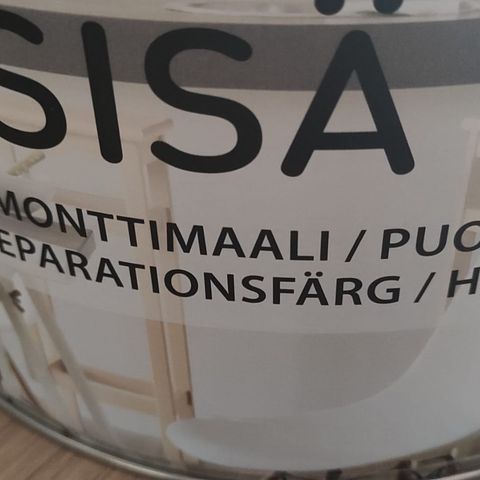 SISÄ
MONTTIMAALI / PUO
EPARATIONSFÄRG / H